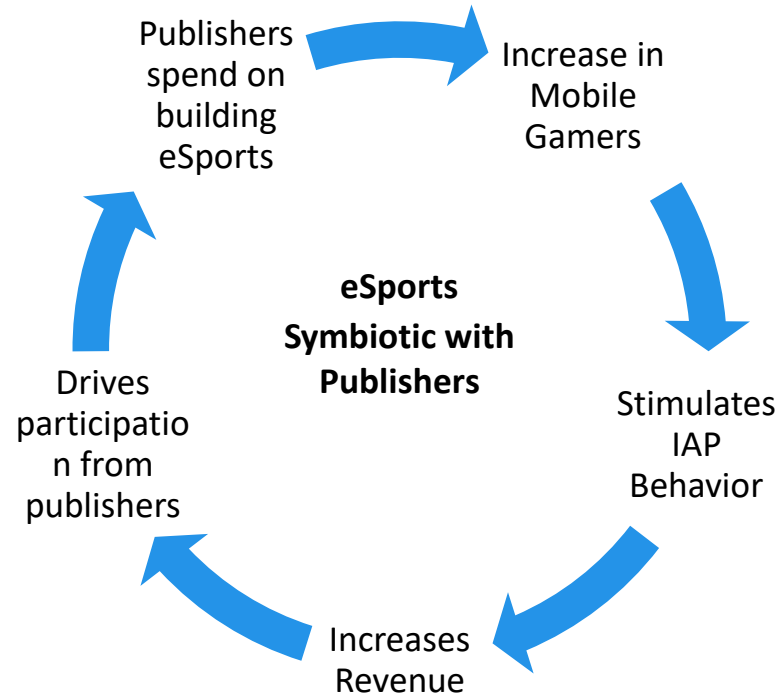 Publishers
spend on
building
eSports
Increase in
Mobile
Gamers
Stimulates
IAP
Behavior
Increases
Revenue
Drives
participatio
n from
publishers
eSports
Symbiotic with
Publishers